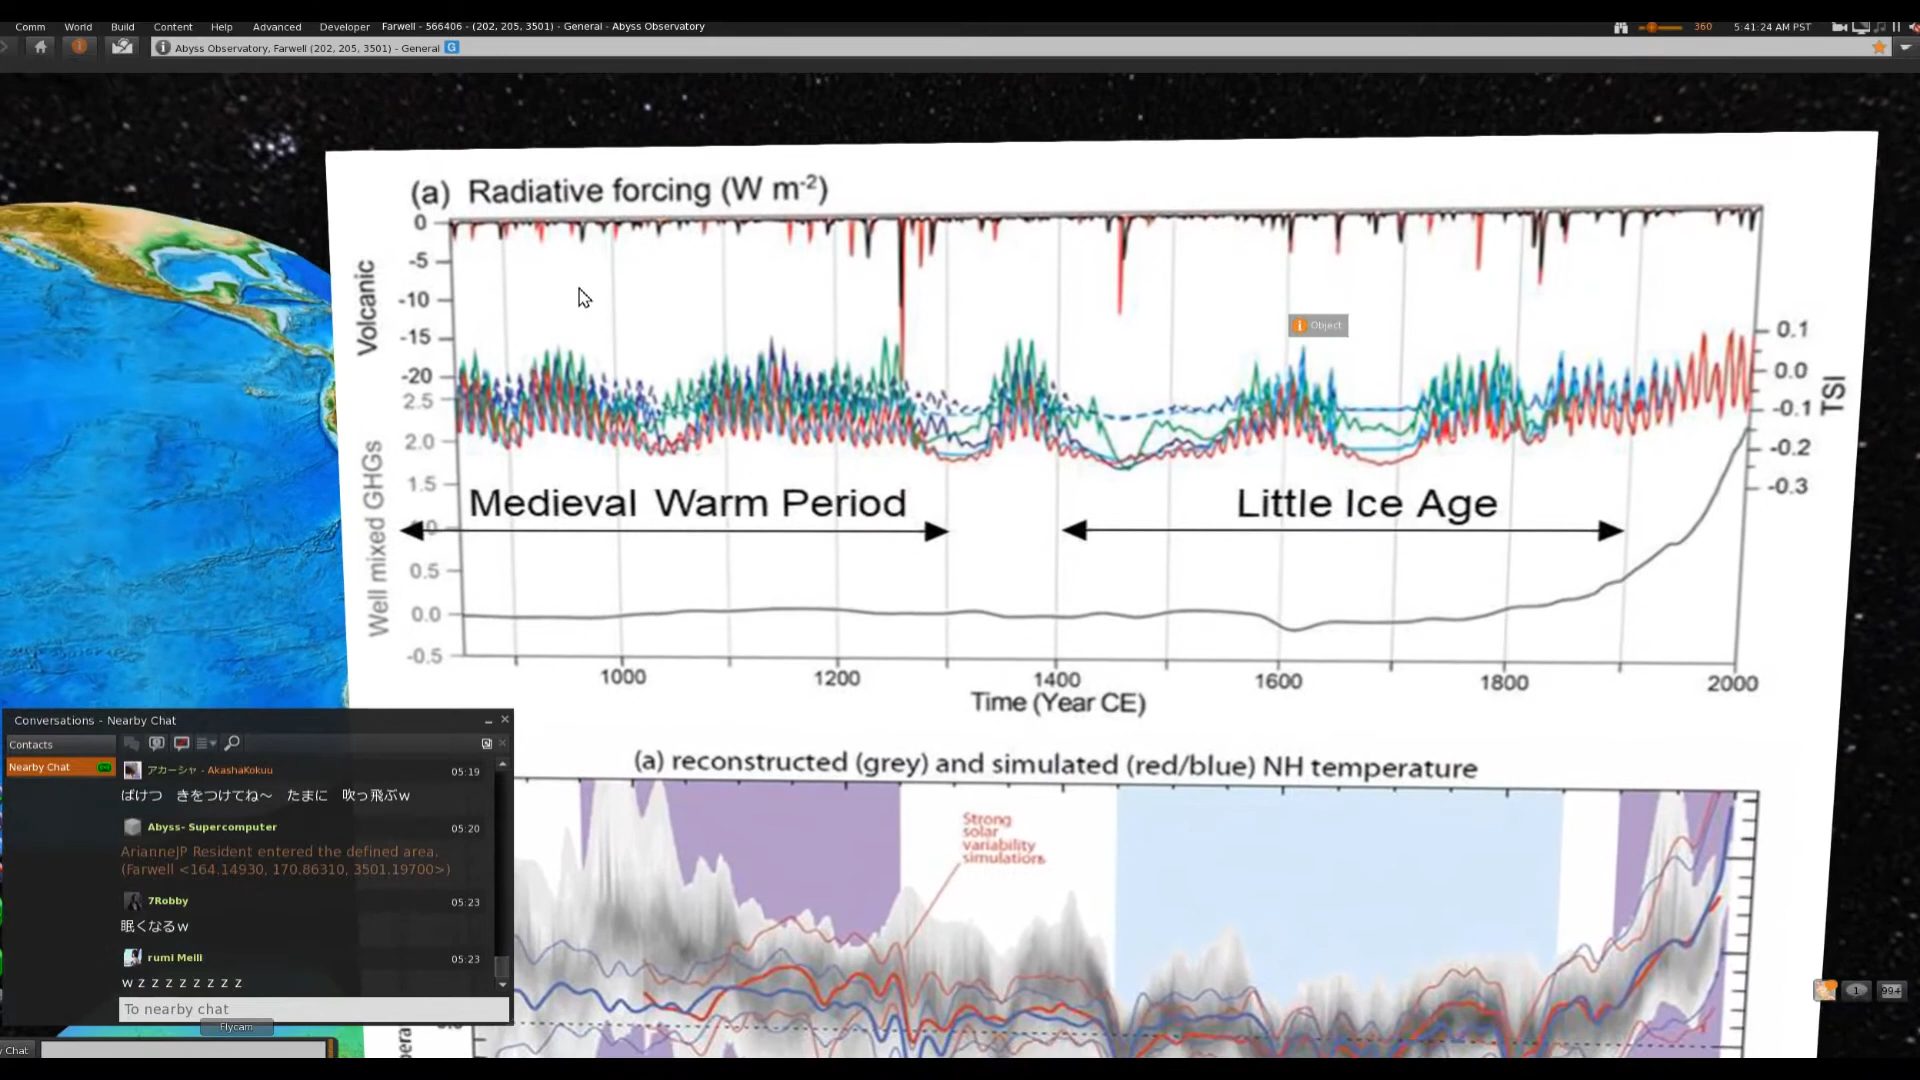 Comm World Build Content Help Advanced Developer Farwell - 566406 - (202, 205, 3501) - General - Abyss Observatory
360 5:41:24 AM PST
Abyss Observatory, Farwell (202, 205, 3501) - General G
(a) Radiative forcing (W m-2)
Volcanic
0
-5
-10
-15
-20
Object
0.1
0.0
-0.1
-0.2
-0.3
TSI
Well mixed GHGs
2.5
2.0
1.5
0.5
0.0
-0.5
Medieval Warm Period
Little Ice Age
1000 1200 1400 1600 1800 2000
Time (Year CE)
(a) reconstructed (grey) and simulated (red/blue) NH temperature
Strong
solar
variability
simulations
Conversations - Nearby Chat
Contacts
Nearby Chat
アカーシャ - AkashaKokuu 05:19
ばけつ きをつけてね～ たまに 吹っ飛ぶｗ
Abyss- Supercomputer 05:20
ArianneJP Resident entered the defined area.
(Farwell <164.14930, 170.86310, 3501.19700>)
7Robby 05:23
眠くなるｗ
rumi Meili 05:23
ｗｚｚｚｚｚｚｚｚ
To nearby chat
Flycam
y Chat
1
99+